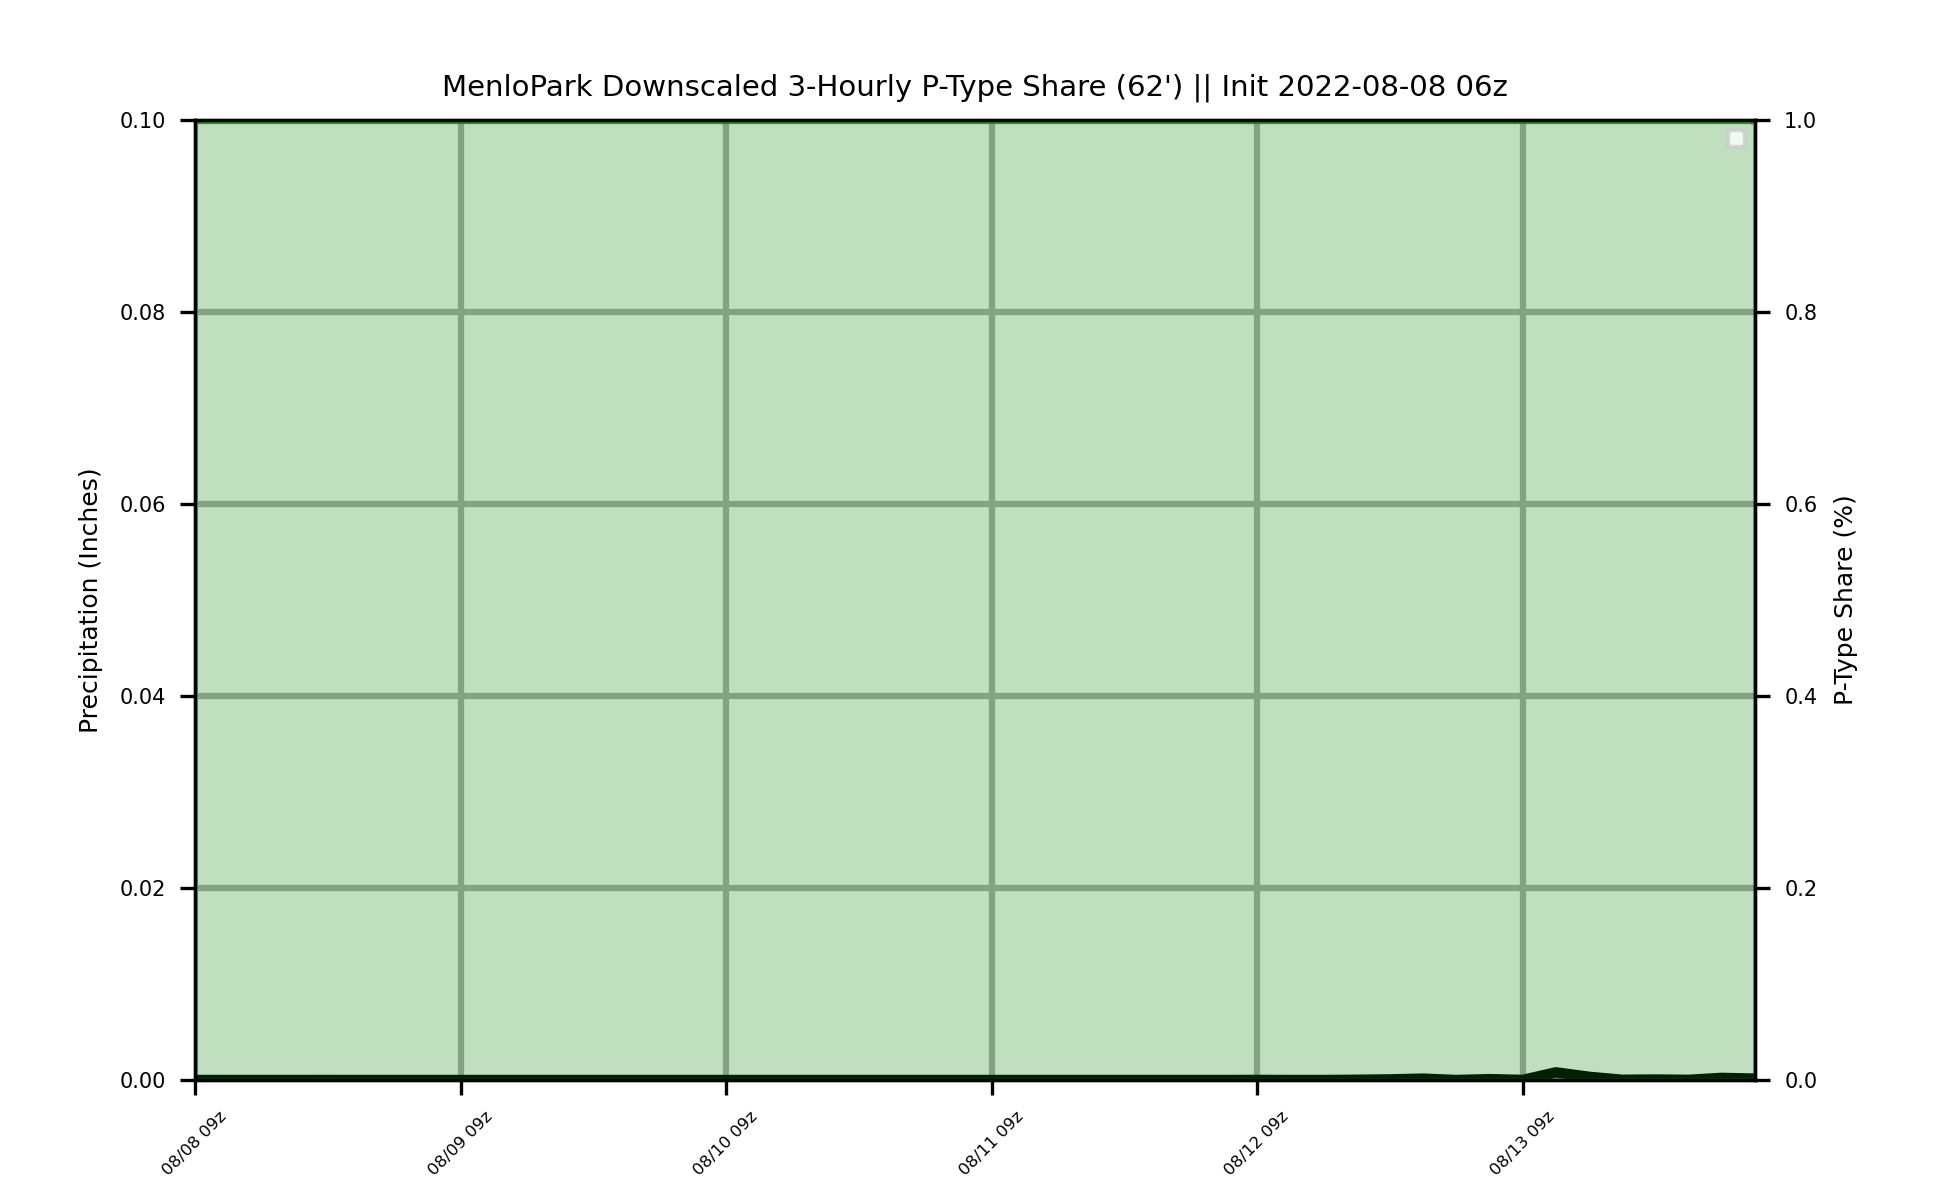 MenloPark Downscaled 3-Hourly P-Type Share (62') || Init 2022-08-08 06z
0.10
0.08
0.06
0.04
0.02
0.00
Precipitation (Inches)
1.0
0.8
0.6
0.4
0.2
0.0
P-Type Share (%)
08/08 09z
08/09 09z
08/10 09z
08/11 09z
08/12 09z
08/13 09z